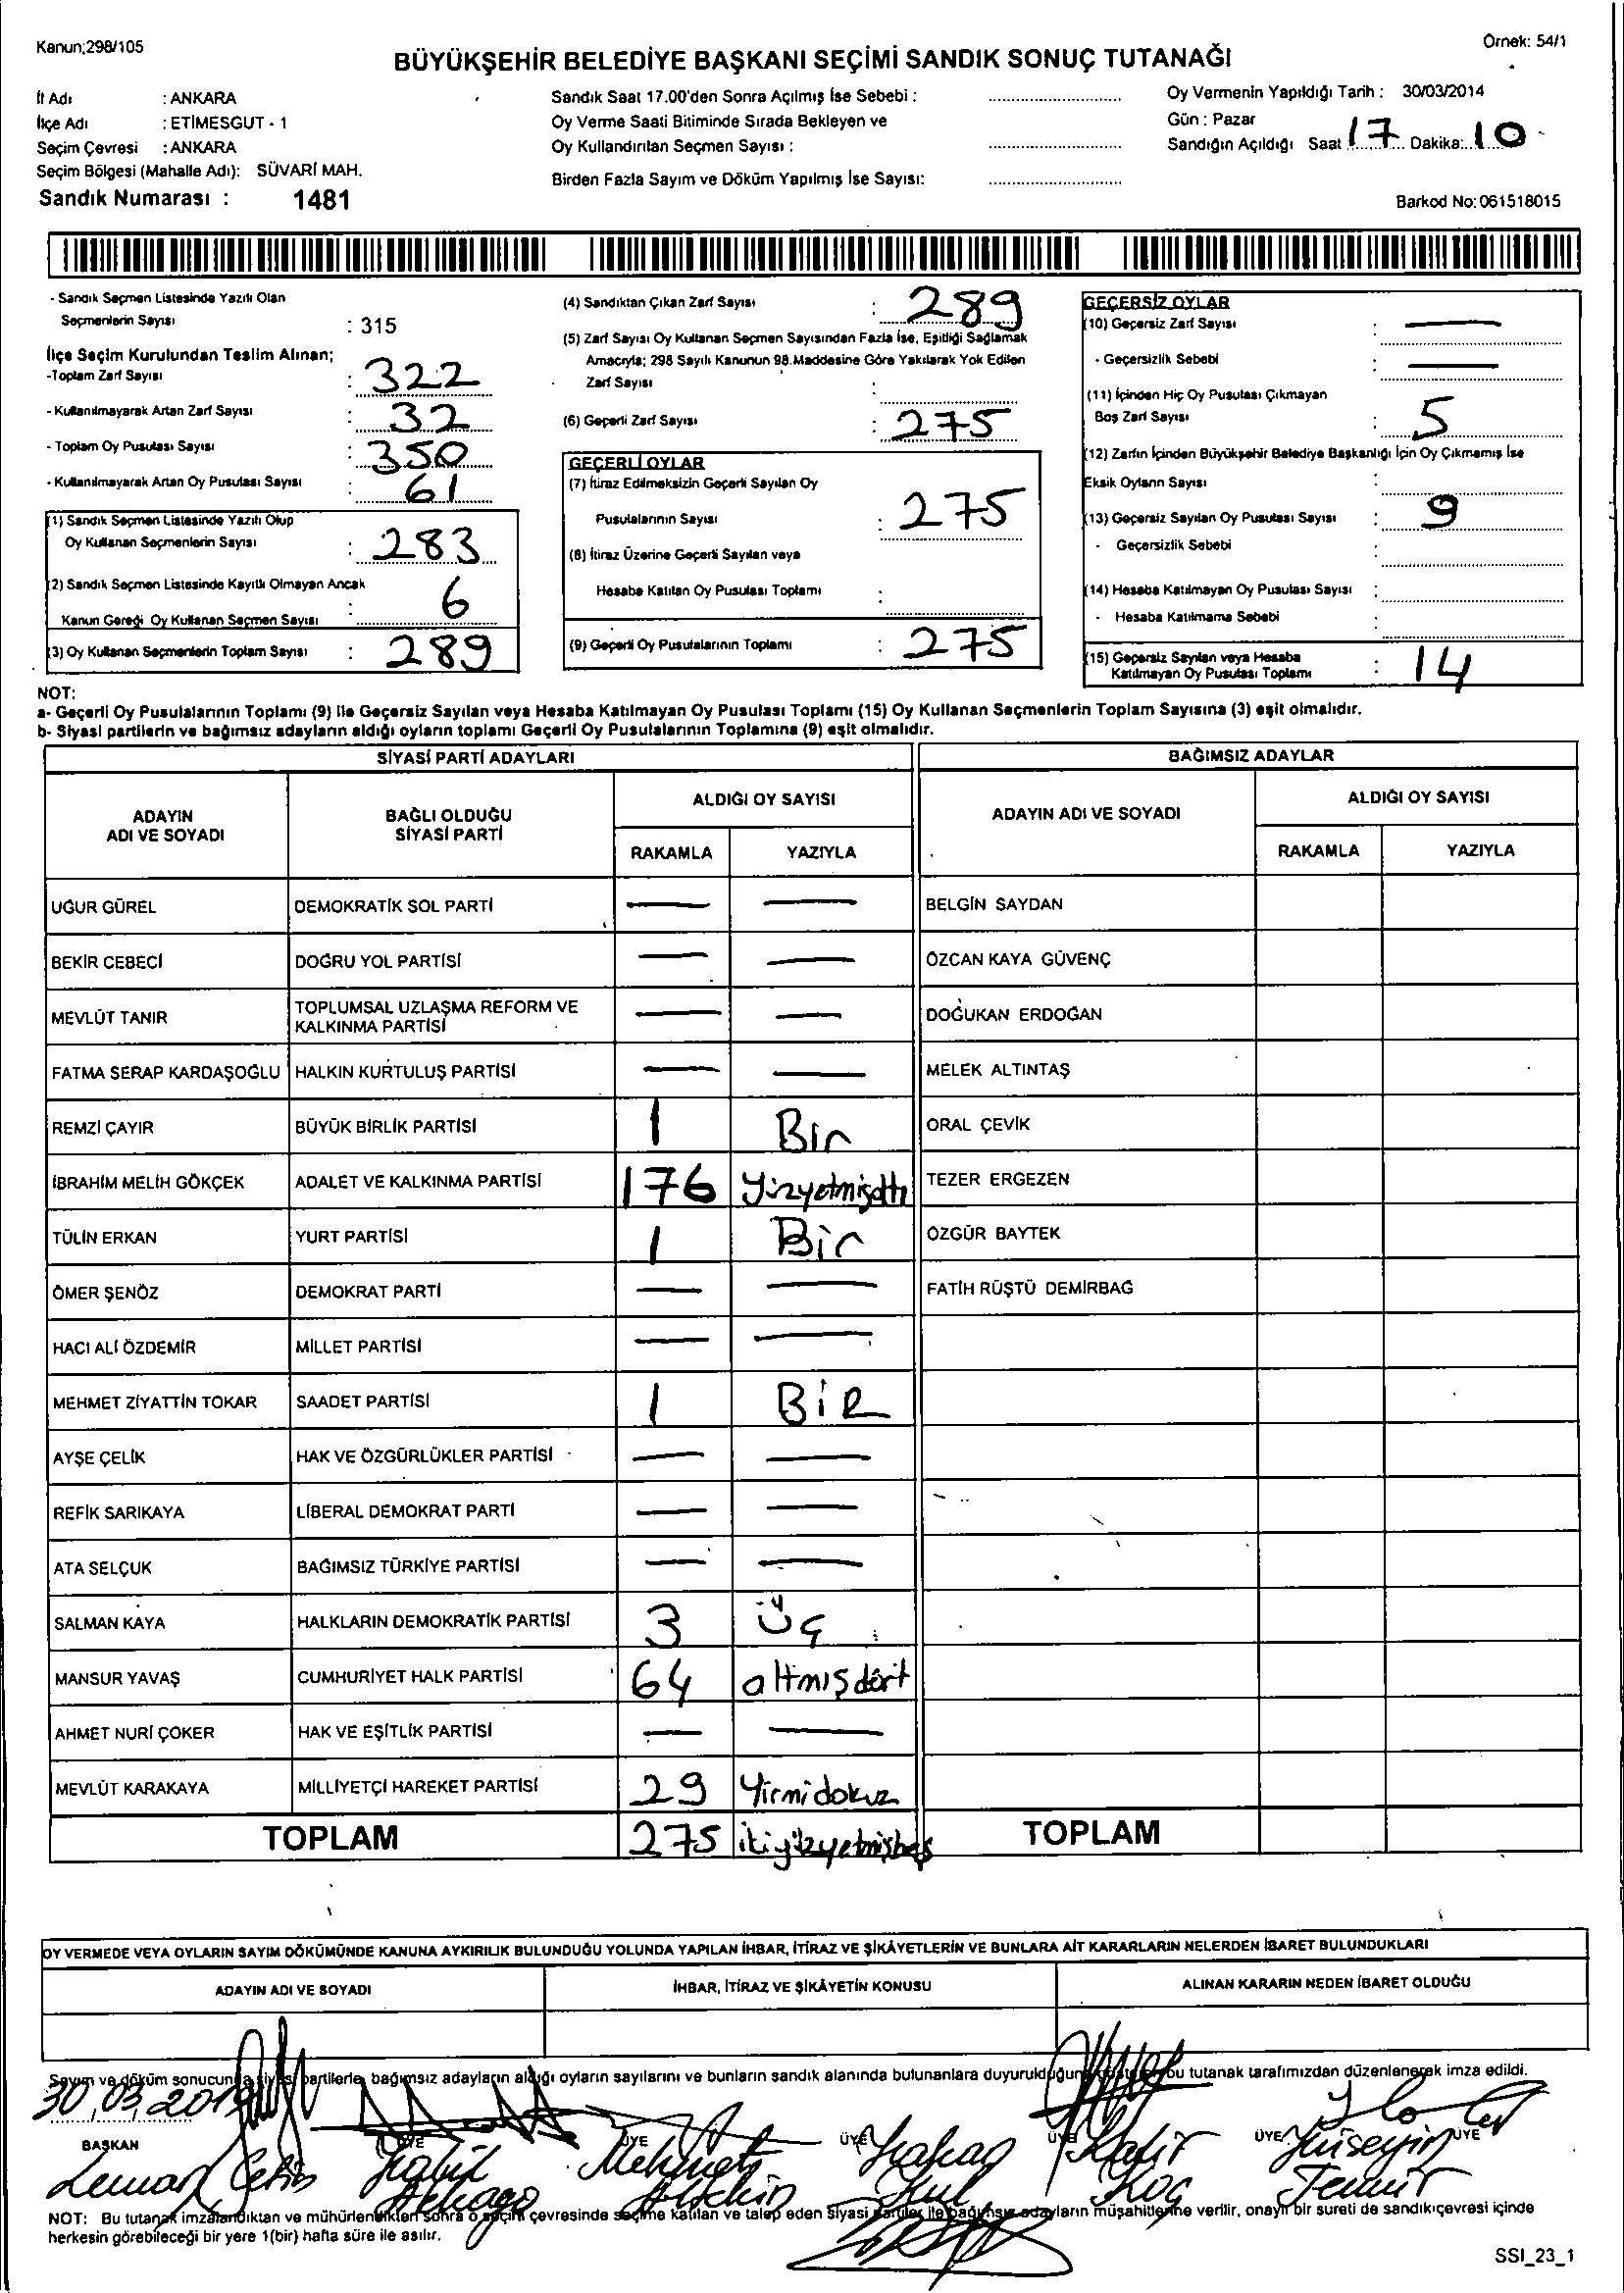 Kanun;298/105
Örnek: 54/1
BÜYÜKŞEHİR BELEDİYE BAŞKANI SEÇİMİ SANDIK SONUÇ TUTANAĞI
İl Adı : ANKARA
İlçe Adı : ETİMESGUT - 1
Seçim Çevresi : ANKARA
Seçim Bölgesi (Mahalle Adı): SÜVARİ MAH.
Sandık Numarası : 1481
Sandık Saat 17.00'den Sonra Açılmış İse Sebebi :
Oy Verme Saati Bitiminde Sırada Bekleyen ve
Oy Kullandırılan Seçmen Sayısı :
Birden Fazla Sayım ve Döküm Yapılmış İse Sayısı:
Oy Vermenin Yapıldığı Tarih : 30/03/2014
Gün : Pazar
Sandığın Açıldığı Saat 17 Dakika: 10
Barkod No: 061518015
- Sandık Seçmen Listesinde Yazılı Olan
Seçmenlerin Sayısı : 315
İlçe Seçim Kurulundan Teslim Alınan;
-Toplam Zarf Sayısı : 322
- Kullanılmayarak Artan Zarf Sayısı : 32
- Toplam Oy Pusulası Sayısı : 350
- Kullanılmayarak Artan Oy Pusulası Sayısı : 61
(1) Sandık Seçmen Listesinde Yazılı Olup
Oy Kullanan Seçmenlerin Sayısı : 283
(2) Sandık Seçmen Listesinde Kayıtlı Olmayan Ancak
Kanun Gereği Oy Kullanan Seçmen Sayısı : 6
(3) Oy Kullanan Seçmenlerin Toplam Sayısı : 289
(4) Sandıktan Çıkan Zarf Sayısı : 289
(5) Zarf Sayısı Oy Kullanan Seçmen Sayısından Fazla İse, Eşitliği Sağlamak
Amacıyla; 298 Sayılı Kanunun 98.Maddesine Göre Yakılarak Yok Edilen
Zarf Sayısı :
(6) Geçerli Zarf Sayısı : 275
GEÇERLİ OYLAR
(7) İtiraz Edilmeksizin Geçerli Sayılan Oy
Pusulalarının Sayısı : 275
(8) İtiraz Üzerine Geçerli Sayılan veya
Hesaba Katılan Oy Pusulası Toplamı :
(9) Geçerli Oy Pusulalarının Toplamı : 275
GEÇERSİZ OYLAR
(10) Geçersiz Zarf Sayısı : —
- Geçersizlik Sebebi : —
(11) İçinden Hiç Oy Pusulası Çıkmayan
Boş Zarf Sayısı : 5
(12) Zarfın İçinden Büyükşehir Belediye Başkanlığı İçin Oy Çıkmamış İse
Eksik Oyların Sayısı :
(13) Geçersiz Sayılan Oy Pusulası Sayısı : 9
- Geçersizlik Sebebi :
(14) Hesaba Katılmayan Oy Pusulası Sayısı :
- Hesaba Katılmama Sebebi :
(15) Geçersiz Sayılan veya Hesaba
Katılmayan Oy Pusulası Toplamı : 14
NOT:
a- Geçerli Oy Pusulalarının Toplamı (9) ile Geçersiz Sayılan veya Hesaba Katılmayan Oy Pusulası Toplamı (15) Oy Kullanan Seçmenlerin Toplam Sayısına (3) eşit olmalıdır.
b- Siyasi partilerin ve bağımsız adayların aldığı oyların toplamı Geçerli Oy Pusulalarının Toplamına (9) eşit olmalıdır.
SİYASİ PARTİ ADAYLARI
BAĞIMSIZ ADAYLAR
ADAYIN ADI VE SOYADI
BAĞLI OLDUĞU SİYASİ PARTİ
ALDIĞI OY SAYISI
RAKAMLA YAZIYLA
ADAYIN ADI VE SOYADI
ALDIĞI OY SAYISI
RAKAMLA YAZIYLA
UĞUR GÜREL DEMOKRATİK SOL PARTİ — — BELGİN SAYDAN
BEKİR CEBECİ DOĞRU YOL PARTİSİ — — ÖZCAN KAYA GÜVENÇ
MEVLÜT TANIR TOPLUMSAL UZLAŞMA REFORM VE KALKINMA PARTİSİ — — DOĞUKAN ERDOĞAN
FATMA SERAP KARDAŞOĞLU HALKIN KURTULUŞ PARTİSİ — — MELEK ALTINTAŞ
REMZİ ÇAYIR BÜYÜK BİRLİK PARTİSİ 1 Bir ORAL ÇEVİK
İBRAHİM MELİH GÖKÇEK ADALET VE KALKINMA PARTİSİ 176 yüzyetmişaltı TEZER ERGEZEN
TÜLİN ERKAN YURT PARTİSİ 1 Bir ÖZGÜR BAYTEK
ÖMER ŞENÖZ DEMOKRAT PARTİ — — FATİH RÜŞTÜ DEMİRBAĞ
HACI ALİ ÖZDEMİR MİLLET PARTİSİ — —
MEHMET ZİYATTİN TOKAR SAADET PARTİSİ 1 BİR
AYŞE ÇELİK HAK VE ÖZGÜRLÜKLER PARTİSİ — —
REFİK SARIKAYA LİBERAL DEMOKRAT PARTİ — —
ATA SELÇUK BAĞIMSIZ TÜRKİYE PARTİSİ — —
SALMAN KAYA HALKLARIN DEMOKRATİK PARTİSİ 3 Üç
MANSUR YAVAŞ CUMHURİYET HALK PARTİSİ 64 altmışdört
AHMET NURİ ÇOKER HAK VE EŞİTLİK PARTİSİ — —
MEVLÜT KARAKAYA MİLLİYETÇİ HAREKET PARTİSİ 29 Yirmidokuz
TOPLAM 275 ikiyüzyetmişbeş TOPLAM
OY VERMEDE VEYA OYLARIN SAYIM DÖKÜMÜNDE KANUNA AYKIRILIK BULUNDUĞU YOLUNDA YAPILAN İHBAR, İTİRAZ VE ŞİKÂYETLERİN VE BUNLARA AİT KARARLARIN NELERDEN İBARET BULUNDUKLARI
ADAYIN ADI VE SOYADI İHBAR, İTİRAZ VE ŞİKÂYETİN KONUSU ALINAN KARARIN NEDEN İBARET OLDUĞU
Sayım ve döküm sonucunda siyasi partilerle, bağımsız adayların aldığı oyların sayılarını ve bunların sandık alanında bulunanlara duyurulduğunu bu tutanak tarafımızdan düzenlenerek imza edildi.
30.03.2014
BAŞKAN ÜYE ÜYE ÜYE ÜYE ÜYE ÜYE
Mehmet Hakan Kadir Hüseyin
Kul Koç Temur
NOT: Bu tutanak imzalandıktan ve mühürlendikten sonra o seçim çevresinde seçime katılan ve talep eden siyasi partiler ile bağımsız adayların müşahitlerine verilir, onaylı bir sureti de sandık çevresi içinde
herkesin görebileceği bir yere 1(bir) hafta süre ile asılır.
SSI_23_1